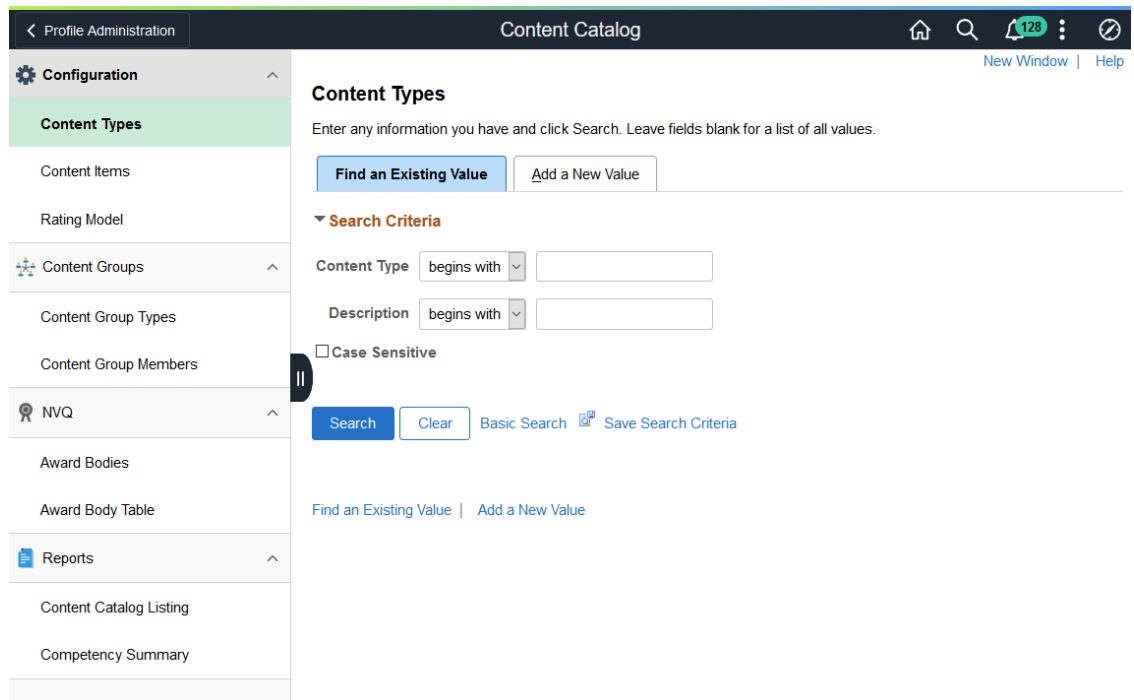 Profile Administration
Content Catalog
128
New Window | Help
Configuration
Content Types
Content Items
Rating Model
Content Groups
Content Group Types
Content Group Members
NVQ
Award Bodies
Award Body Table
Reports
Content Catalog Listing
Competency Summary
Content Types
Enter any information you have and click Search. Leave fields blank for a list of all values.
Find an Existing Value Add a New Value
Search Criteria
Content Type begins with
Description begins with
Case Sensitive
Search Clear Basic Search Save Search Criteria
Find an Existing Value | Add a New Value